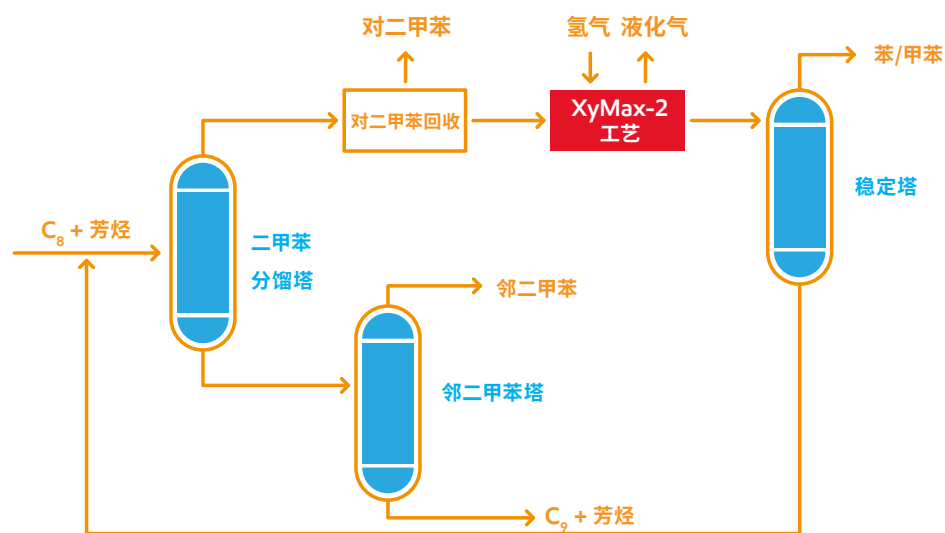 对二甲苯
氢气 液化气
苯/甲苯
对二甲苯回收
XyMax-2
工艺
稳定塔
C₈ + 芳烃
二甲苯
分馏塔
邻二甲苯
邻二甲苯塔
C₉ + 芳烃